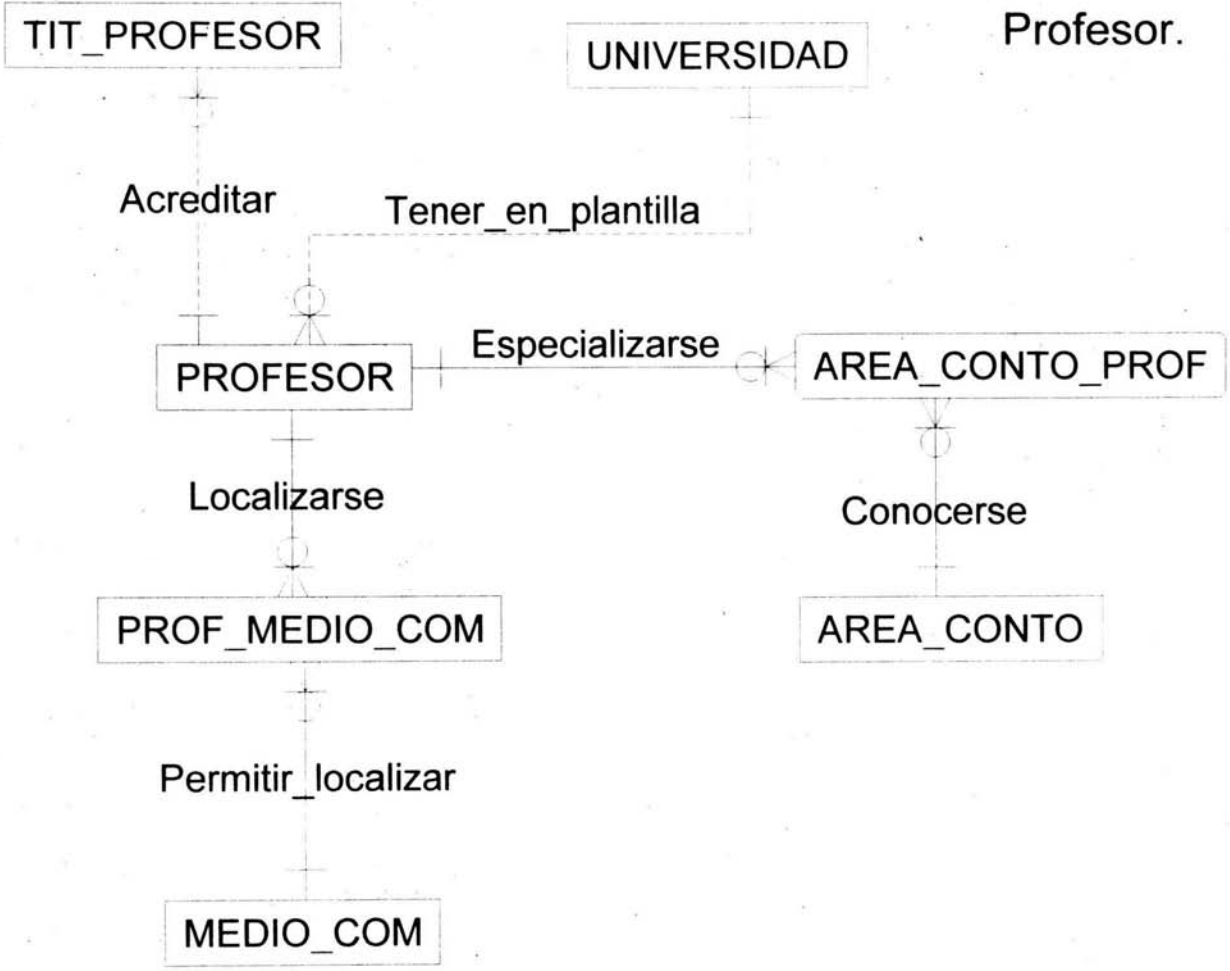 TIT_PROFESOR
UNIVERSIDAD
Profesor.
Acreditar
Tener_en_plantilla
PROFESOR
Especializarse
AREA_CONTO_PROF
Localizarse
Conocerse
PROF_MEDIO_COM
AREA_CONTO
Permitir_localizar
MEDIO_COM